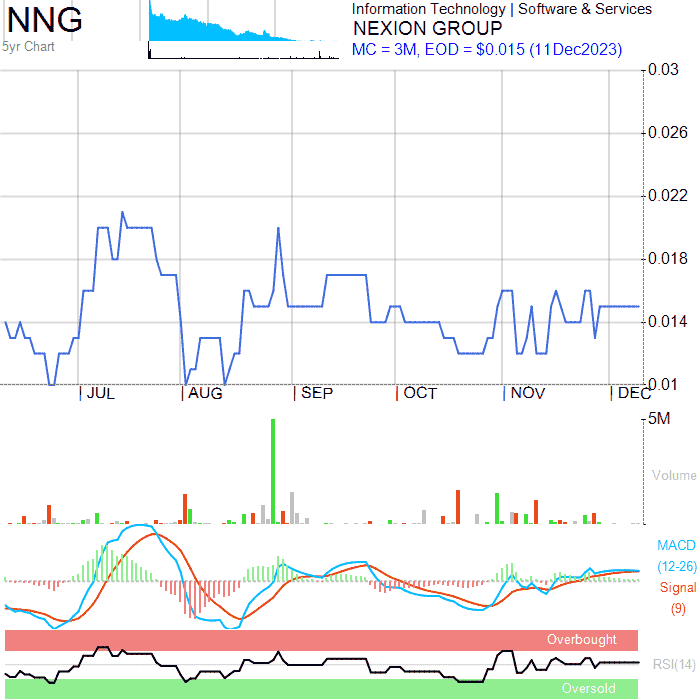 NNG
5yr Chart
Information Technology | Software & Services
NEXION GROUP
MC = 3M, EOD = $0.015 (11Dec2023)
0.03
0.026
0.022
0.018
0.014
0.01
JUL AUG SEP OCT NOV DEC
5M
Volume
MACD
(12-26)
Signal
(9)
Overbought
RSI(14)
Oversold